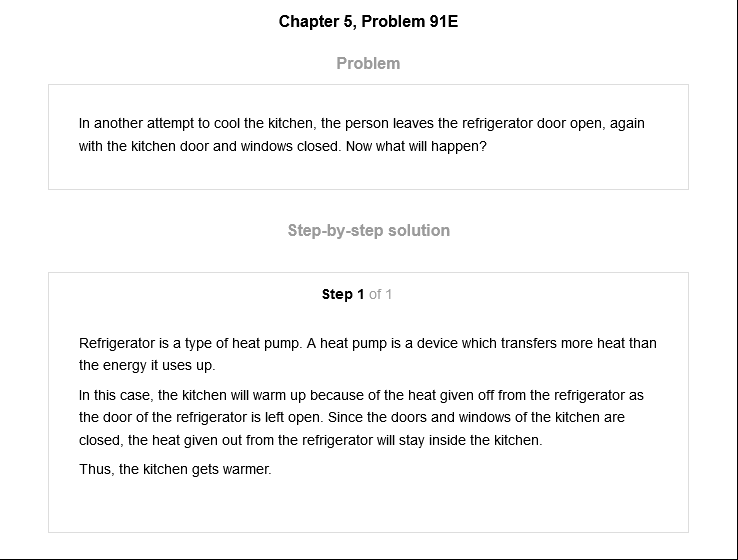 Chapter 5, Problem 91E
Problem
In another attempt to cool the kitchen, the person leaves the refrigerator door open, again
with the kitchen door and windows closed. Now what will happen?
Step-by-step solution
Step 1 of 1
Refrigerator is a type of heat pump. A heat pump is a device which transfers more heat than
the energy it uses up.
In this case, the kitchen will warm up because of the heat given off from the refrigerator as
the door of the refrigerator is left open. Since the doors and windows of the kitchen are
closed, the heat given out from the refrigerator will stay inside the kitchen.
Thus, the kitchen gets warmer.